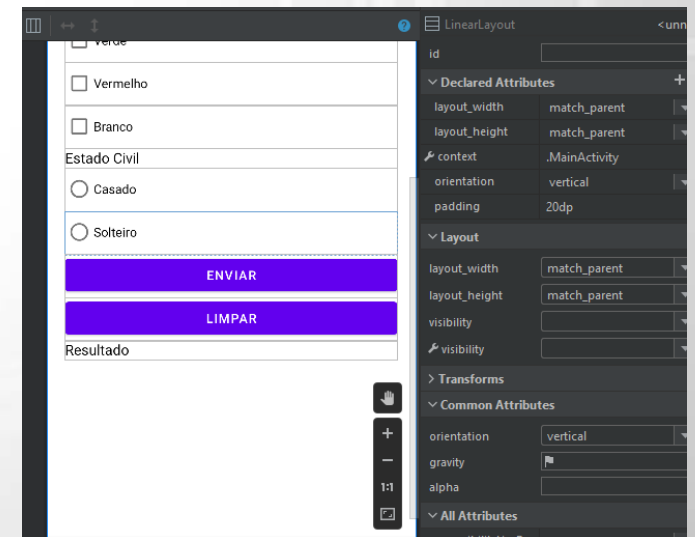 LinearLayout
<unn
Verde
Vermelho
Branco
Estado Civil
Casado
Solteiro
ENVIAR
LIMPAR
Resultado
1:1
id
Declared Attributes
layout_width match_parent
layout_height match_parent
context .MainActivity
orientation vertical
padding 20dp
Layout
layout_width match_parent
layout_height match_parent
visibility
visibility
Transforms
Common Attributes
orientation vertical
gravity
alpha
All Attributes